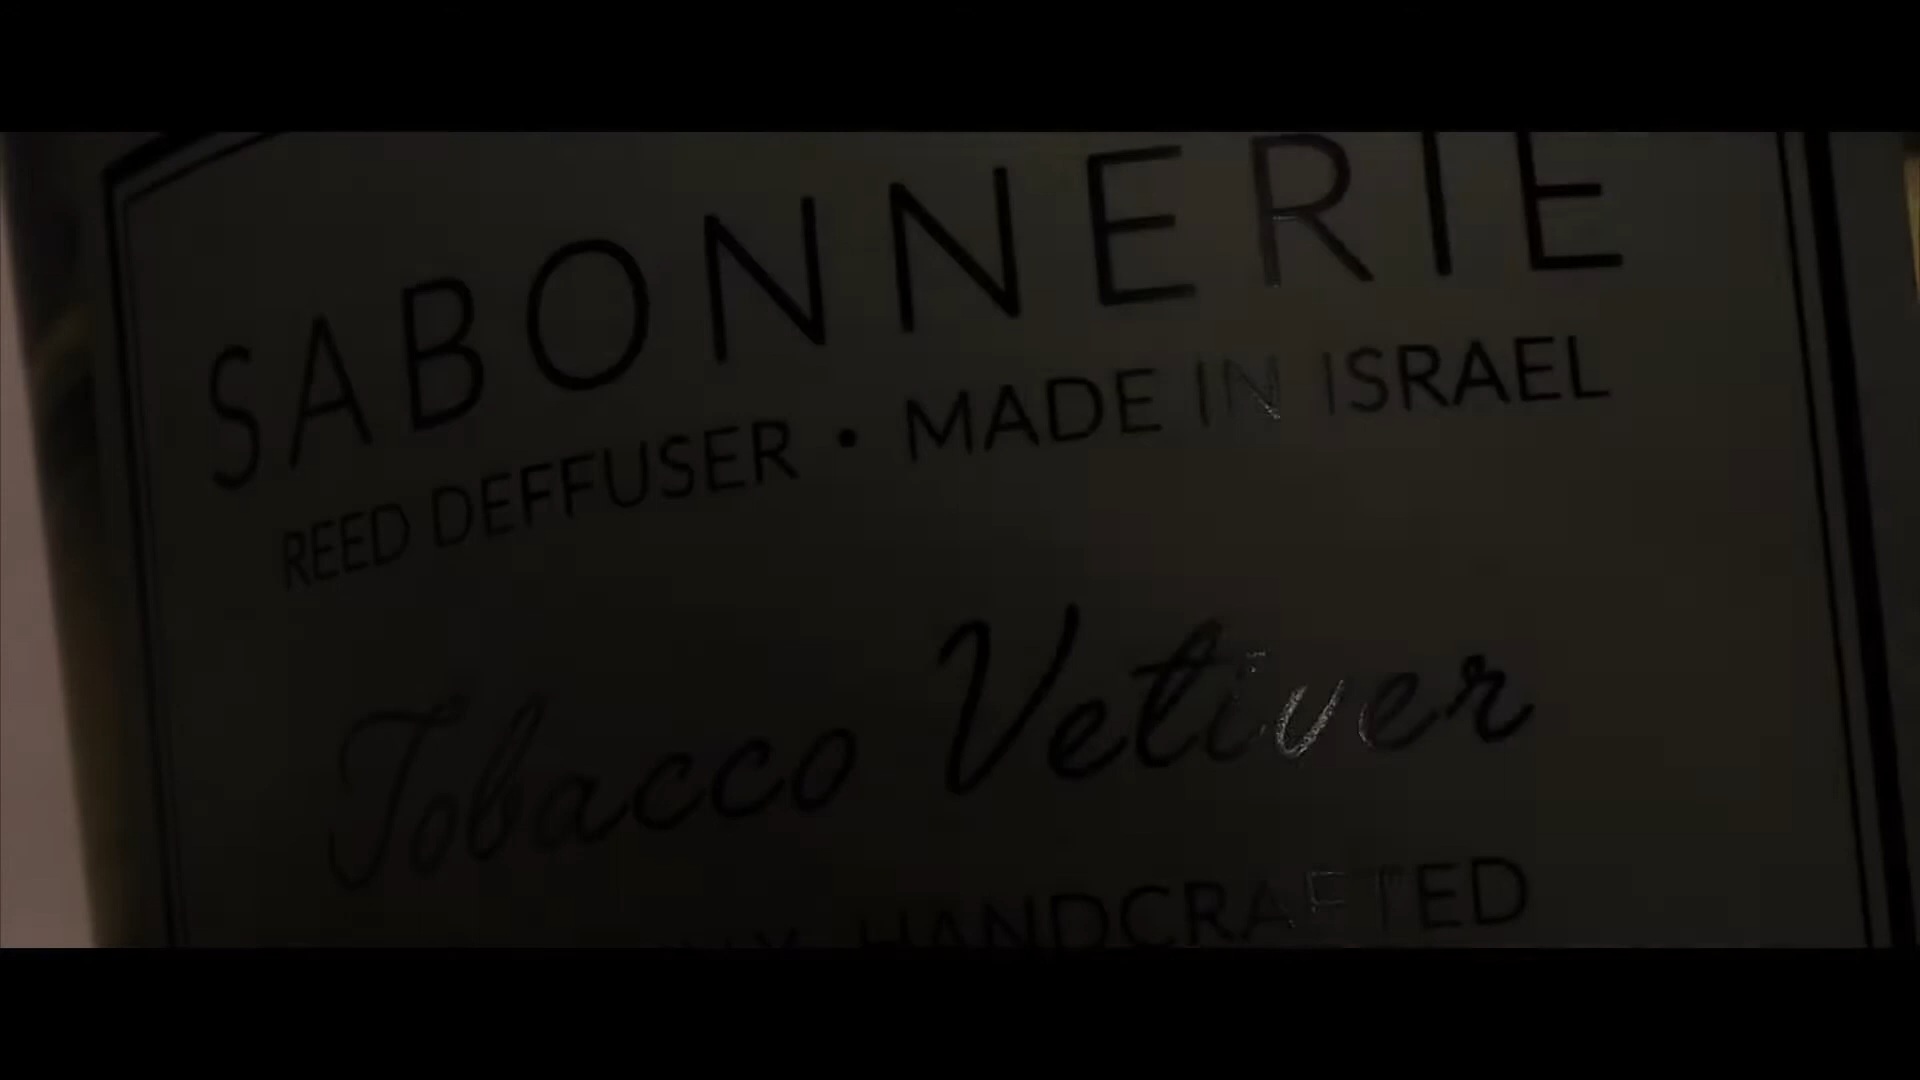 SABONNERIE
REED DEFFUSER • MADE IN ISRAEL
Tobacco Vetiver
HANDCRAFTED